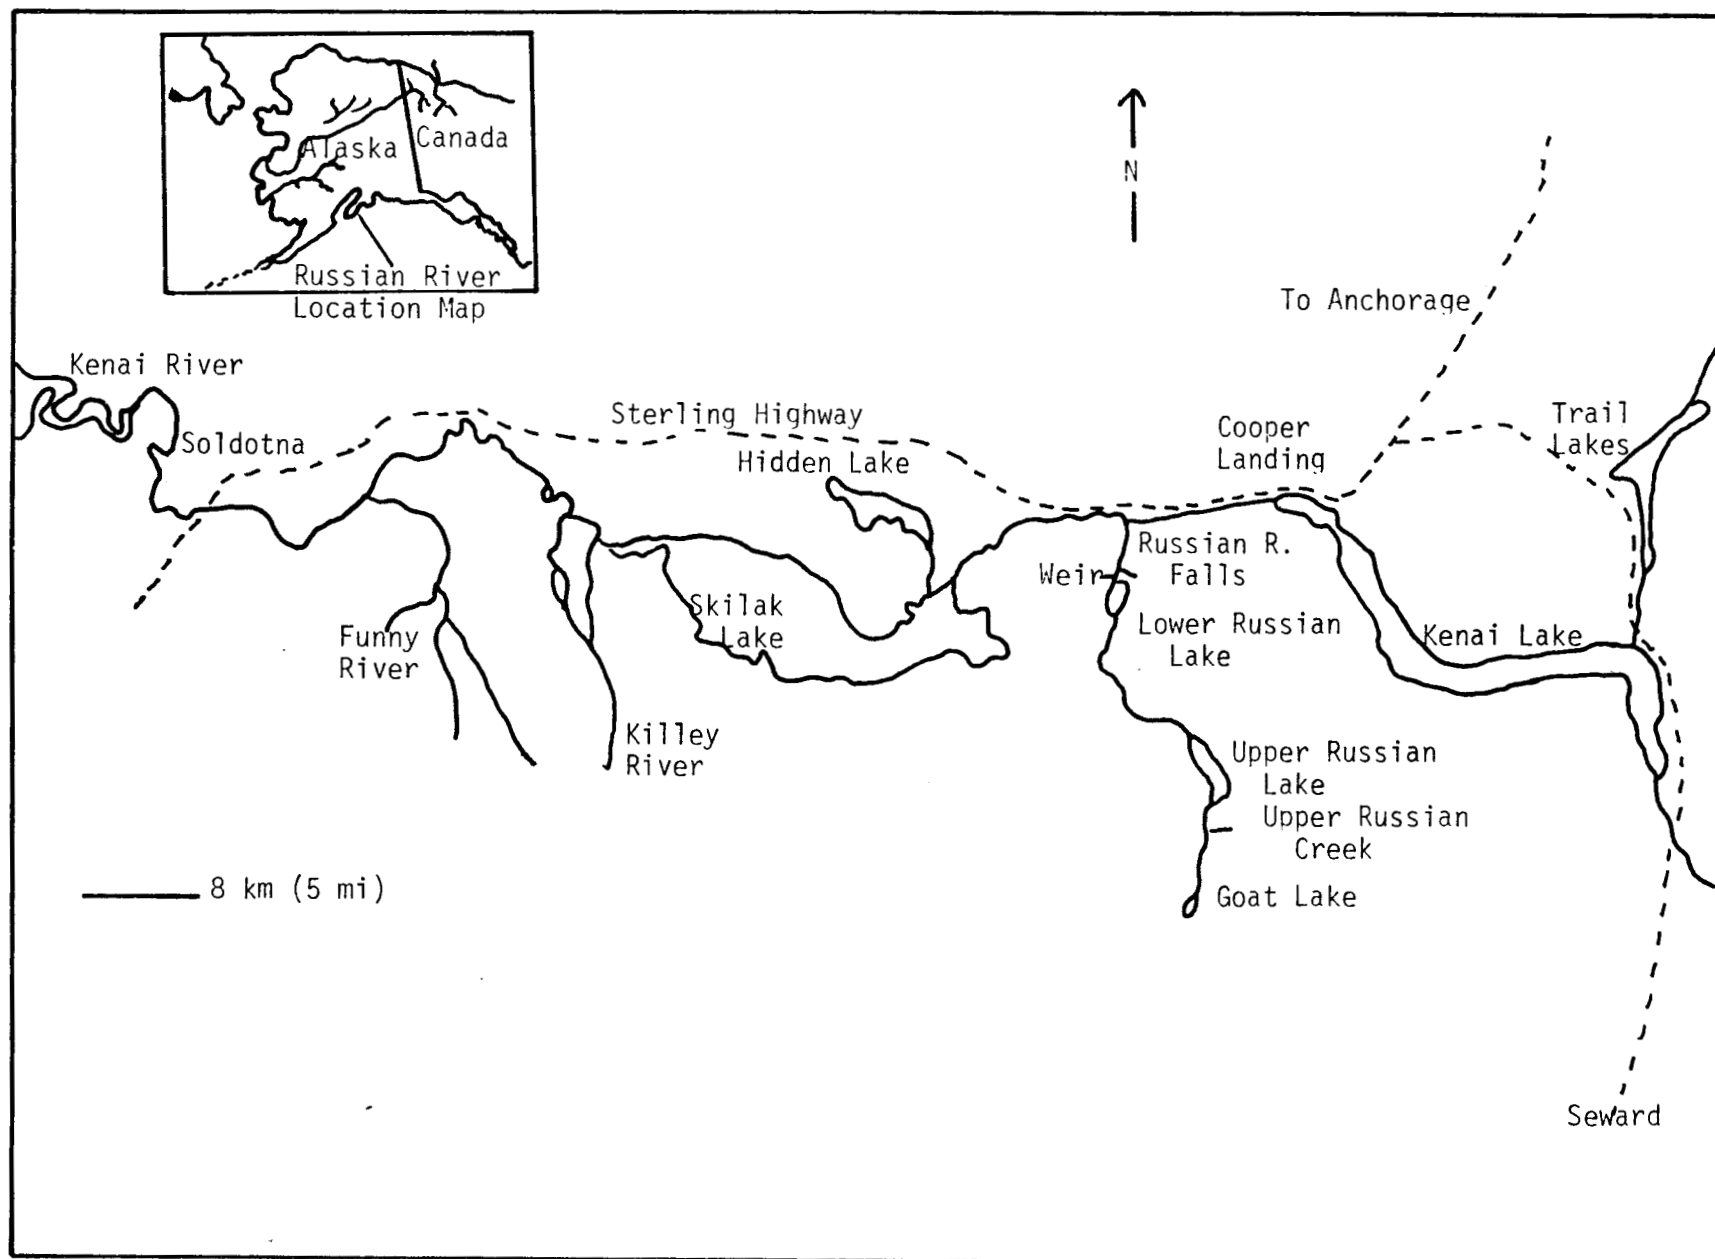 Alaska
Canada
Russian River
Location Map
N
To Anchorage
Kenai River
Soldotna
Sterling Highway
Hidden Lake
Cooper
Landing
Trail
Lakes
Russian R.
Falls
Weir
Skilak
Lake
Lower Russian
Lake
Kenai Lake
Funny
River
Killey
River
Upper Russian
Lake
Upper Russian
Creek
8 km (5 mi)
Goat Lake
Seward